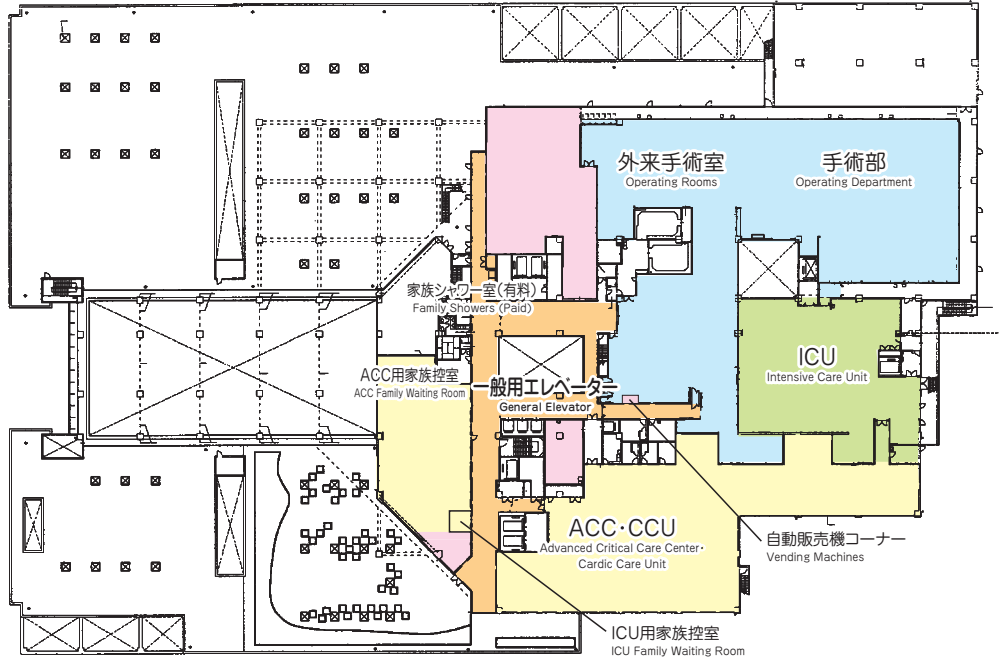 外来手術室
Operating Rooms
手術部
Operating Department
家族シャワー室(有料)
Family Showers (Paid)
ICU
Intensive Care Unit
ACC用家族控室
ACC Family Waiting Room
一般用エレベーター
General Elevator
ACC・CCU
Advanced Critical Care Center・
Cardic Care Unit
自動販売機コーナー
Vending Machines
ICU用家族控室
ICU Family Waiting Room